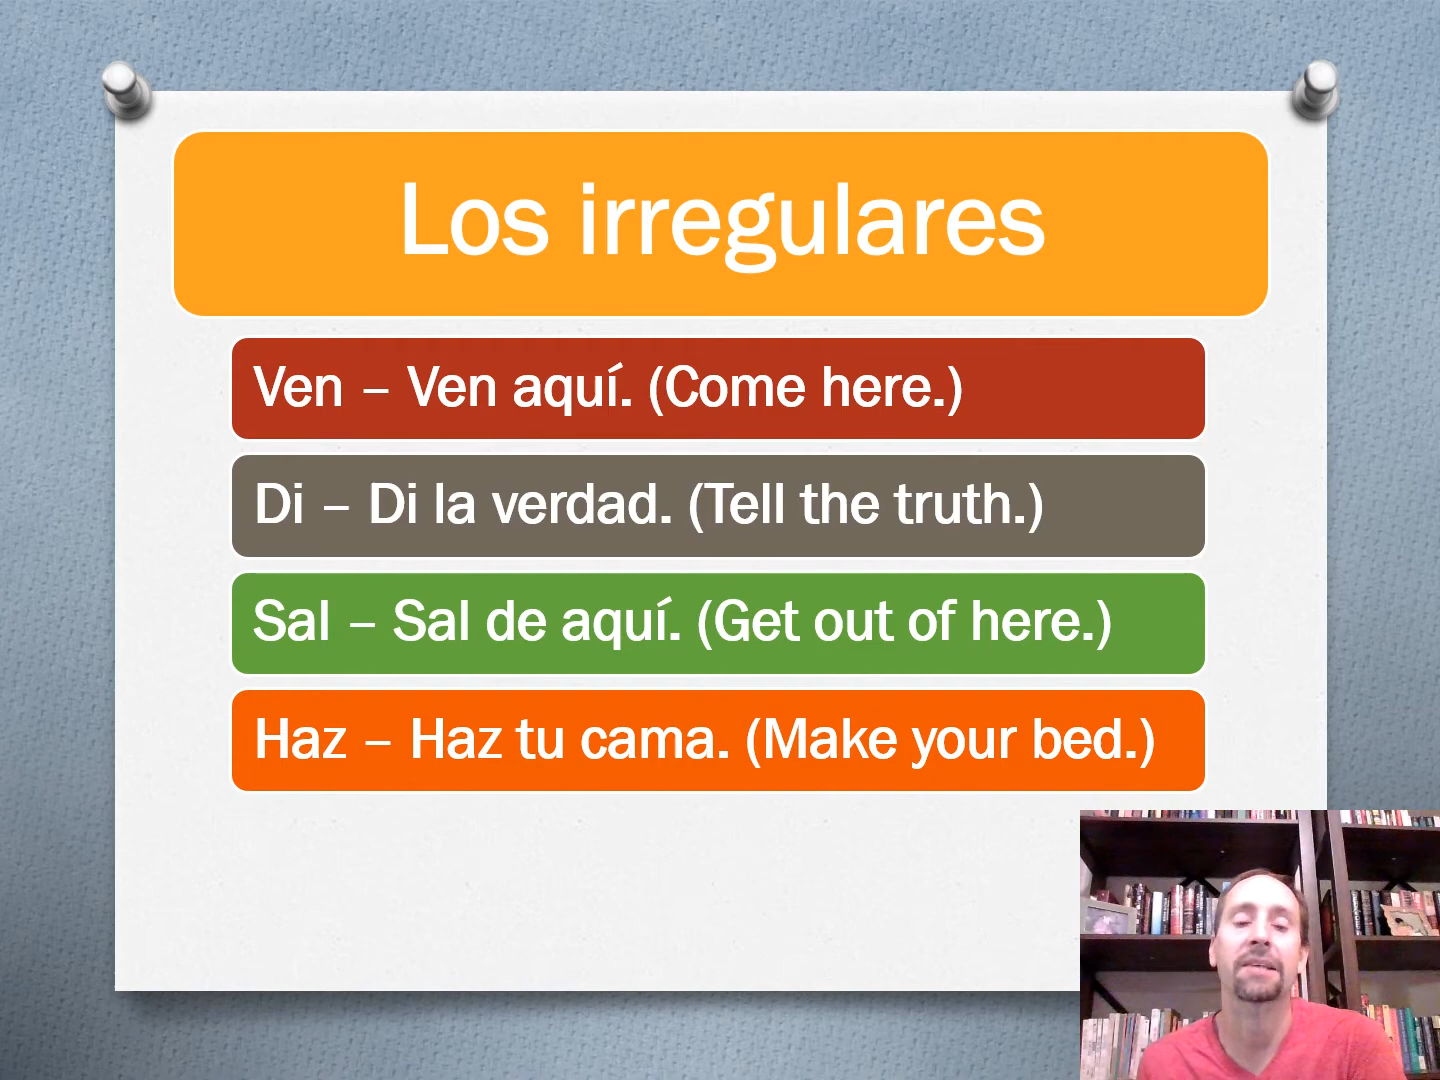 Los irregulares
Ven – Ven aquí. (Come here.)
Di – Di la verdad. (Tell the truth.)
Sal – Sal de aquí. (Get out of here.)
Haz – Haz tu cama. (Make your bed.)